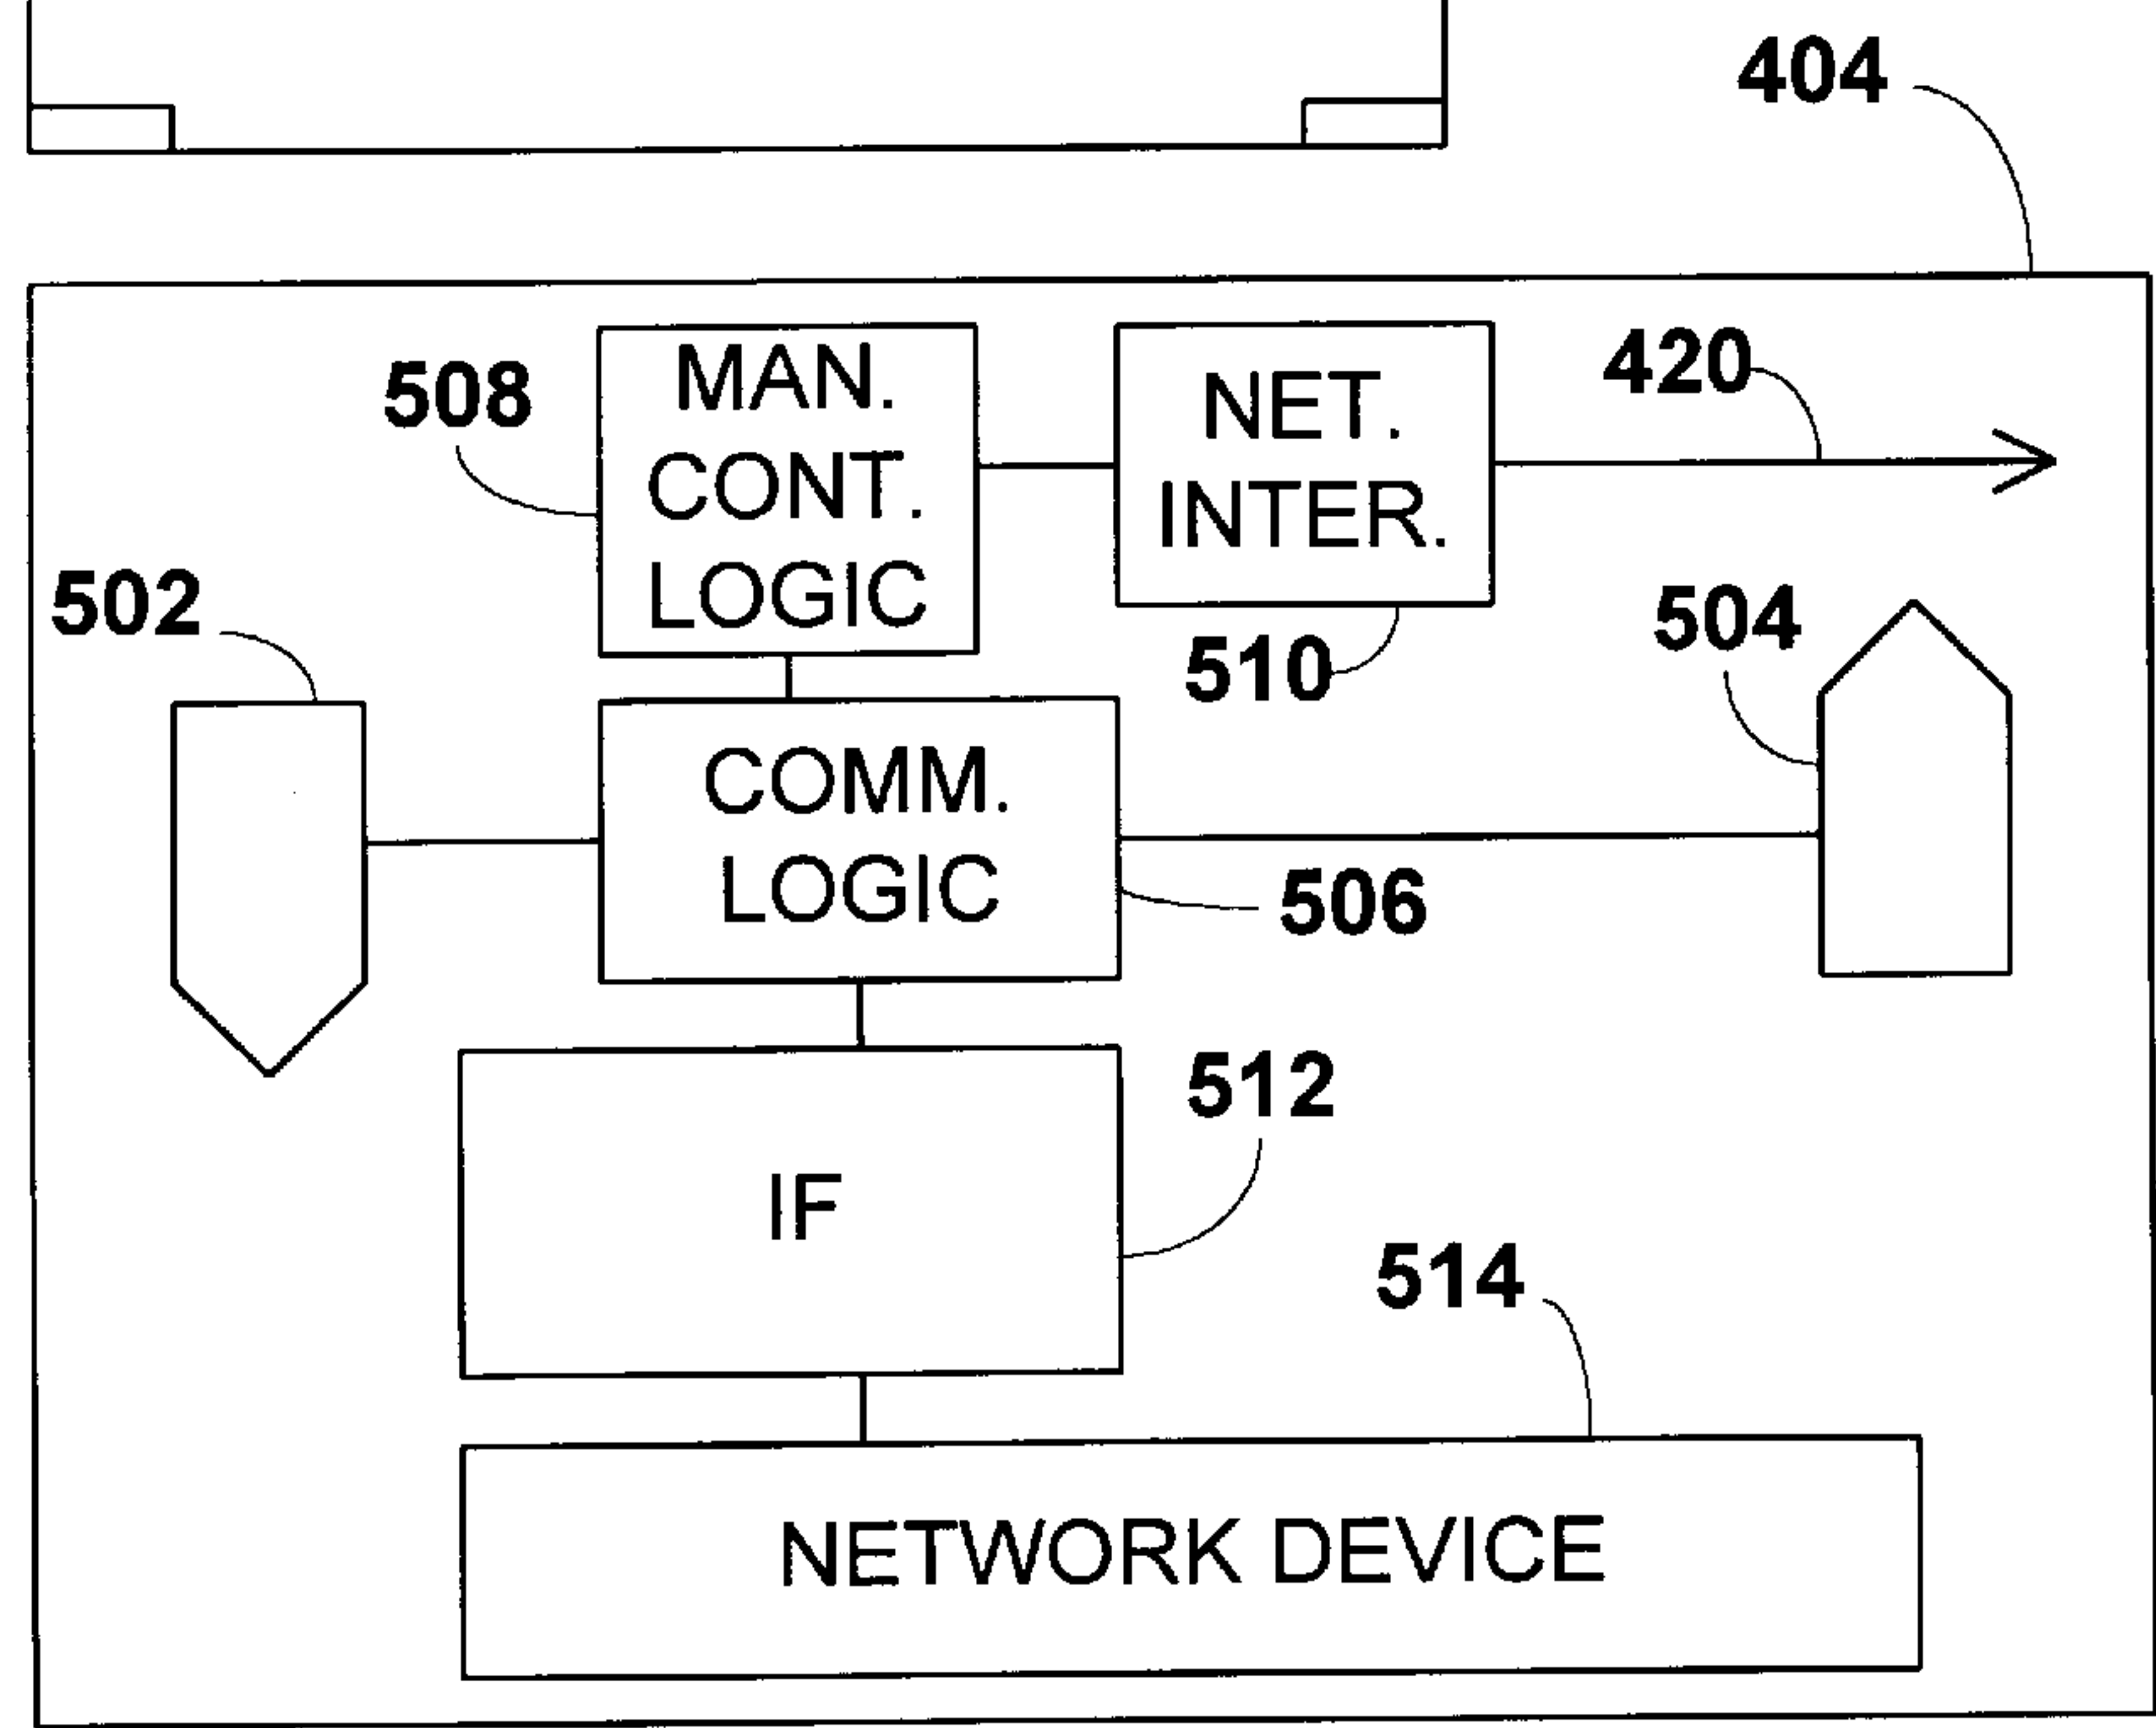 404
420
508
MAN.
CONT.
LOGIC
NET.
INTER.
502
510
504
COMM.
LOGIC
506
512
IF
514
NETWORK DEVICE